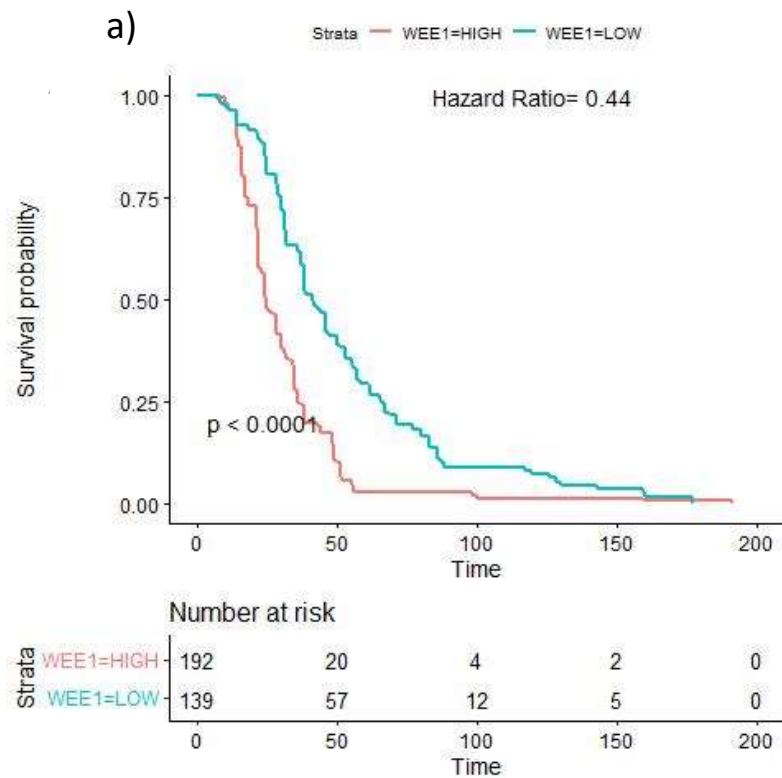 a)
Strata WEE1=HIGH WEE1=LOW
Hazard Ratio= 0.44
Survival probability
1.00
0.75
0.50
0.25
0.00
p < 0.0001
0 50 100 150 200
Time
Number at risk
Strata
WEE1=HIGH 192 20 4 2 0
WEE1=LOW 139 57 12 5 0
0 50 100 150 200
Time